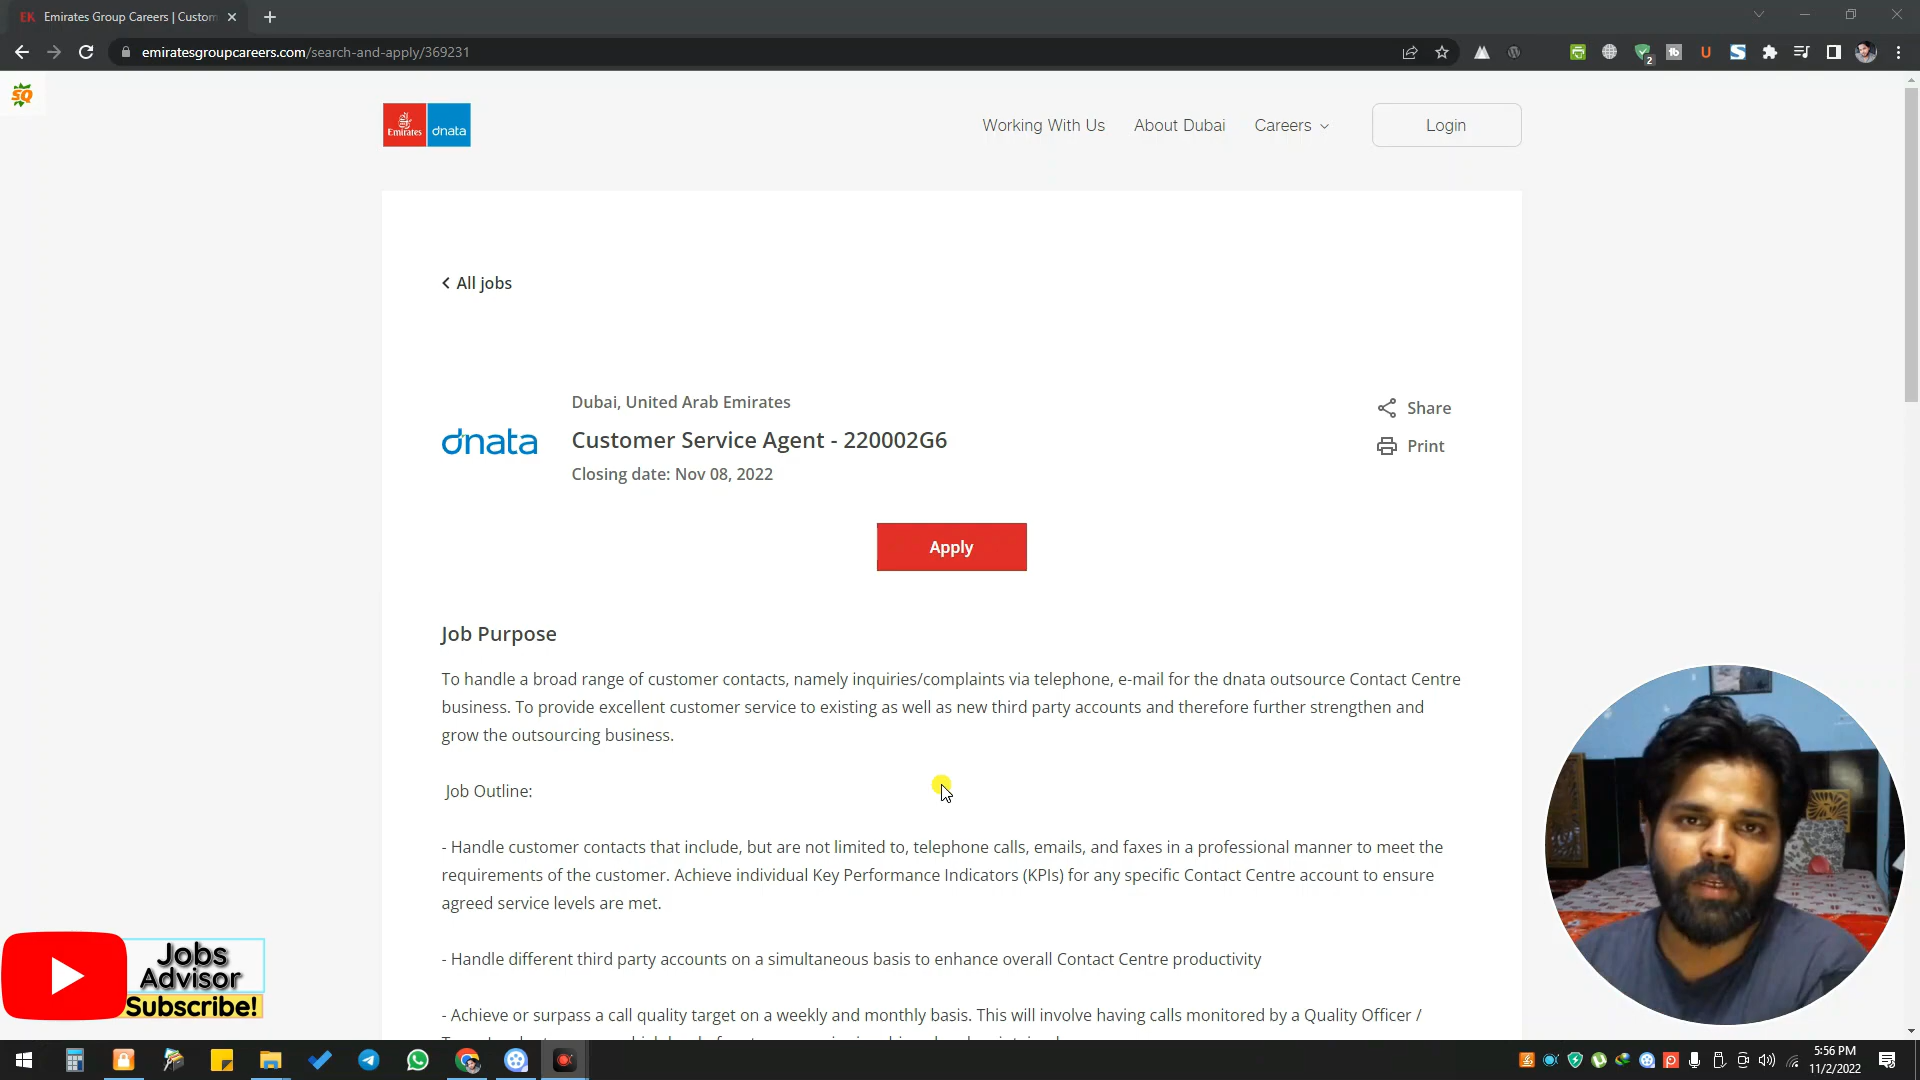 EK Emirates Group Careers | Custom
emiratesgroupcareers.com/search-and-apply/369231
2
tb
U
SQ
Emirates
dnata
Working With Us
About Dubai
Careers
Login
All jobs
dnata
Dubai, United Arab Emirates
Customer Service Agent - 220002G6
Closing date: Nov 08, 2022
Share
Print
Apply
Job Purpose
To handle a broad range of customer contacts, namely inquiries/complaints via telephone, e-mail for the dnata outsource Contact Centre
business. To provide excellent customer service to existing as well as new third party accounts and therefore further strengthen and
grow the outsourcing business.
Job Outline:
- Handle customer contacts that include, but are not limited to, telephone calls, emails, and faxes in a professional manner to meet the
requirements of the customer. Achieve individual Key Performance Indicators (KPIs) for any specific Contact Centre account to ensure
agreed service levels are met.
- Handle different third party accounts on a simultaneous basis to enhance overall Contact Centre productivity
- Achieve or surpass a call quality target on a weekly and monthly basis. This will involve having calls monitored by a Quality Officer /
Jobs
Advisor
Subscribe!
5:56 PM
11/2/2022